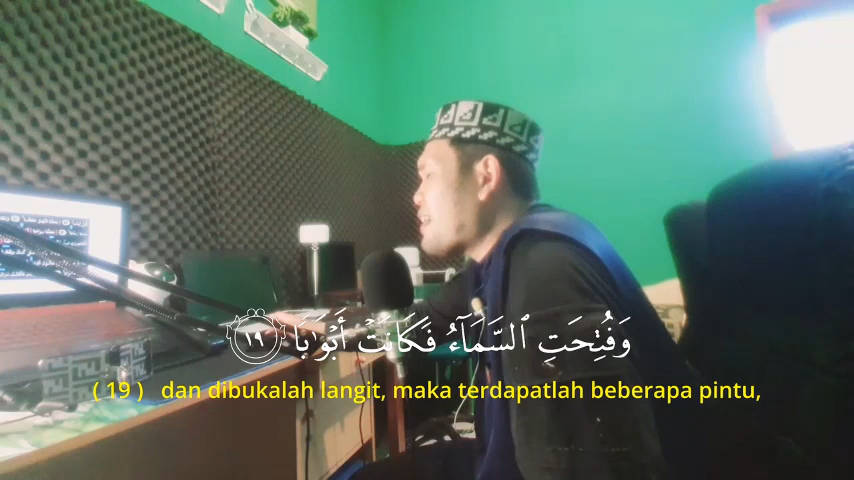 وَفُتِحَتِ ٱلسَّمَآءُ فَكَانَتْ أَبْوَٰبًا ١٩
( 19 ) dan dibukalah langit, maka terdapatlah beberapa pintu,